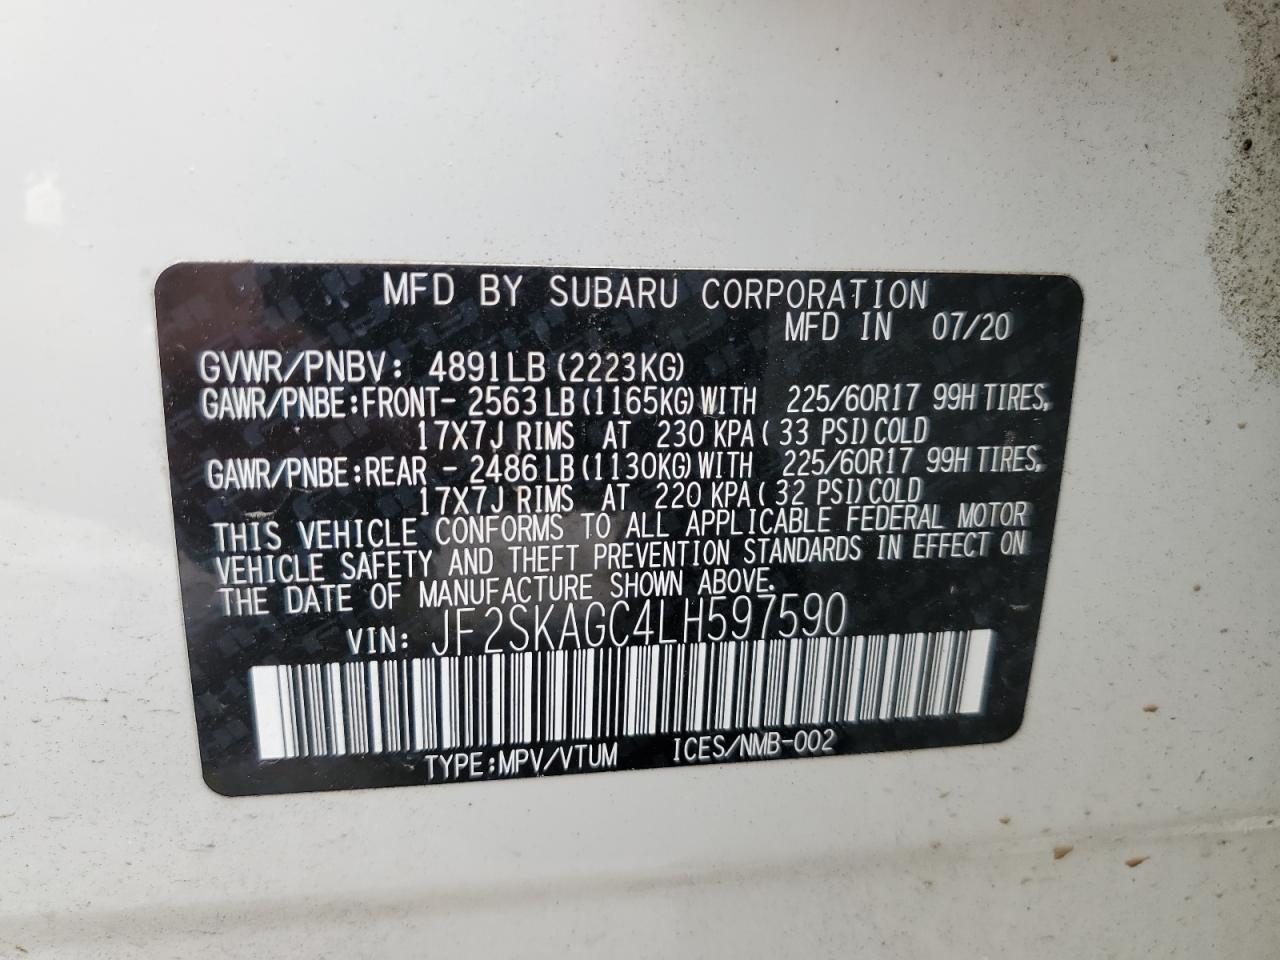 MFD BY SUBARU CORPORATION
MFD IN 07/20
GVWR/PNBV: 4891LB (2223KG)
GAWR/PNBE:FRONT- 2563 LB (1165KG) WITH 225/60R17 99H TIRES,
17X7J RIMS AT 230 KPA ( 33 PSI) COLD
GAWR/PNBE:REAR - 2486 LB (1130KG) WITH 225/60R17 99H TIRES,
17X7J RIMS AT 220 KPA ( 32 PSI) COLD
THIS VEHICLE CONFORMS TO ALL APPLICABLE FEDERAL MOTOR
VEHICLE SAFETY AND THEFT PREVENTION STANDARDS IN EFFECT ON
THE DATE OF MANUFACTURE SHOWN ABOVE.
VIN: JF2SKAGC4LH597590
TYPE:MPV/VTUM ICES/NMB-002